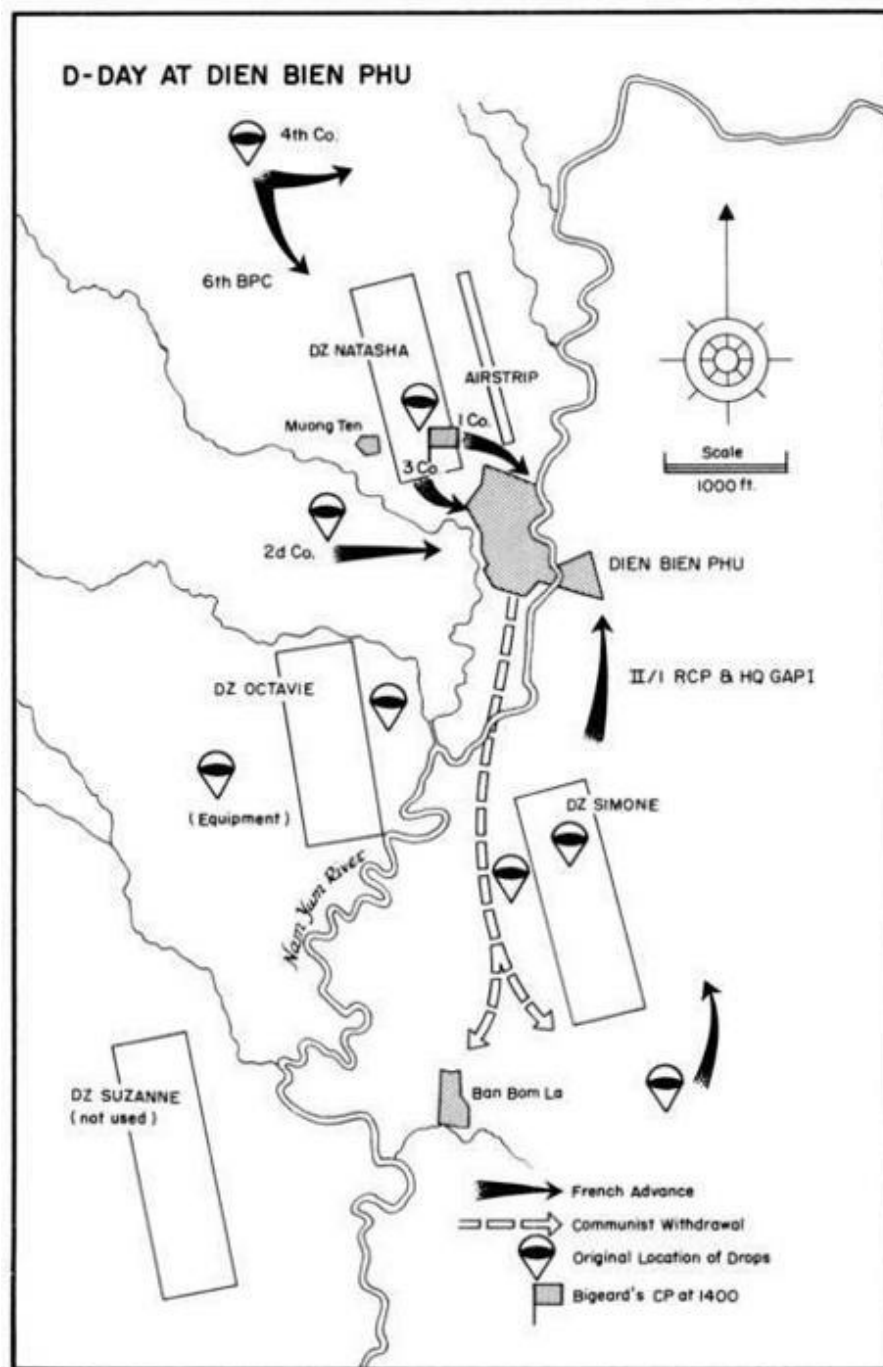 D-DAY AT DIEN BIEN PHU
4th Co.
6th BPC
DZ NATASHA
AIRSTRIP
Muong Ten
1 Co.
3 Co.
Scale
1000 ft.
2d Co.
DIEN BIEN PHU
DZ OCTAVIE
II/1 RCP & HQ GAPI
(Equipment)
DZ SIMONE
Nam Yum River
DZ SUZANNE
(not used)
Ban Bom La
French Advance
Communist Withdrawal
Original Location of Drops
Bigeard's CP at 1400